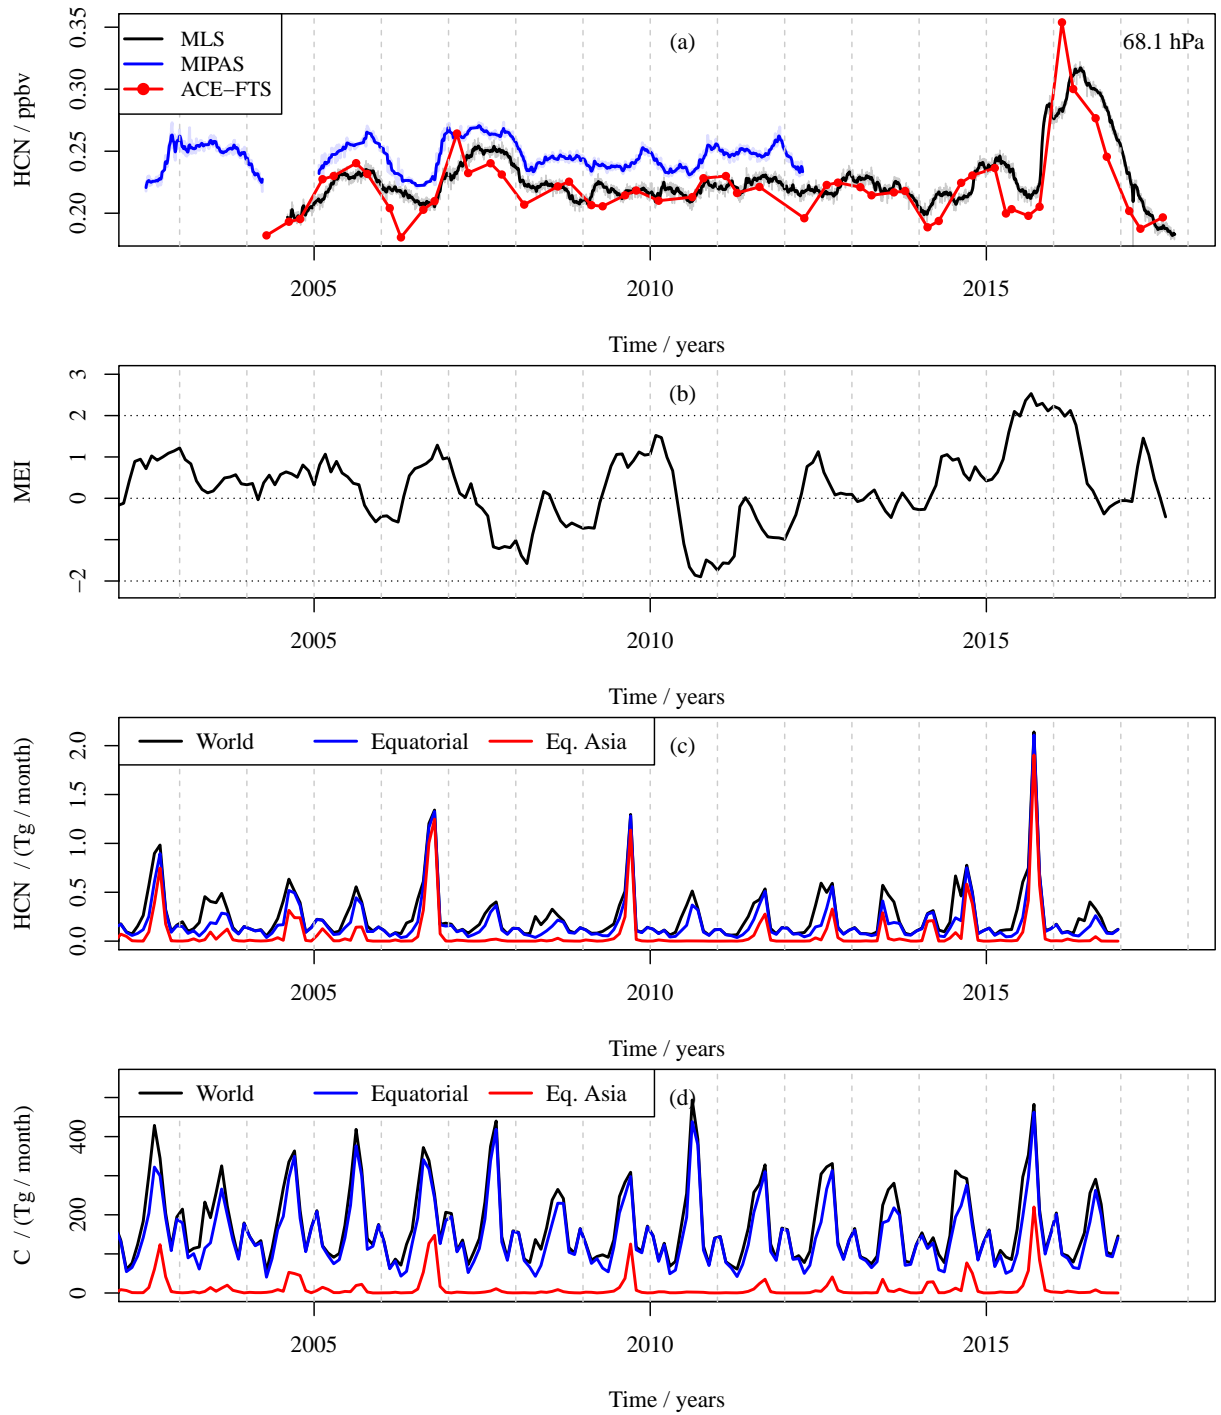 (a)
68.1 hPa
MLS
MIPAS
ACE−FTS
HCN / ppbv
0.35
0.30
0.25
0.20
2005 2010 2015
Time / years
(b)
MEI
3
2
1
0
−2
2005 2010 2015
Time / years
World Equatorial Eq. Asia
(c)
HCN / (Tg / month)
2.0
1.5
1.0
0.5
0.0
2005 2010 2015
Time / years
World Equatorial Eq. Asia
(d)
C / (Tg / month)
400
200
0
2005 2010 2015
Time / years